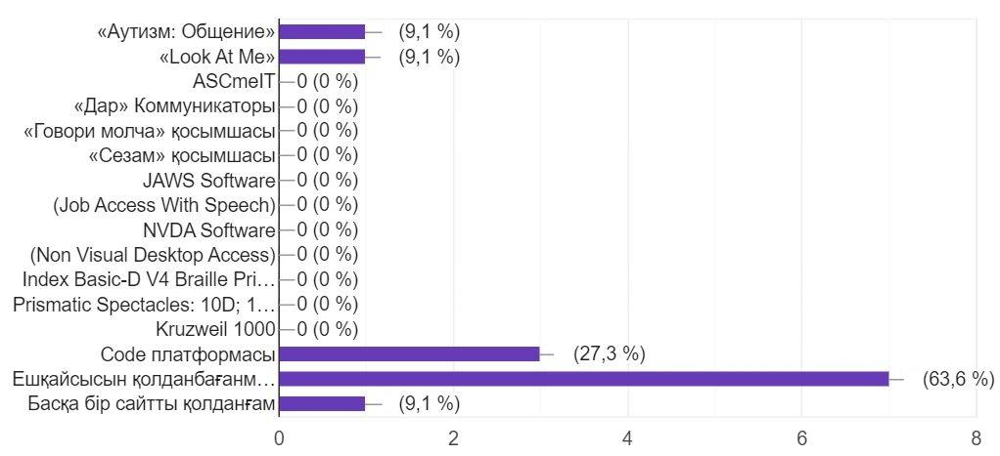 «Аутизм: Общение» (9,1 %)
«Look At Me» (9,1 %)
ASCmeIT 0 (0 %)
«Дар» Коммуникаторы 0 (0 %)
«Говори молча» қосымшасы 0 (0 %)
«Сезам» қосымшасы 0 (0 %)
JAWS Software 0 (0 %)
(Job Access With Speech) 0 (0 %)
NVDA Software 0 (0 %)
(Non Visual Desktop Access) 0 (0 %)
Index Basic-D V4 Braille Pri… 0 (0 %)
Prismatic Spectacles: 10D; 1… 0 (0 %)
Kruzweil 1000 0 (0 %)
Code платформасы (27,3 %)
Ешқайсысын қолданбағанм… (63,6 %)
Басқа бір сайтты қолданғам (9,1 %)
0 2 4 6 8